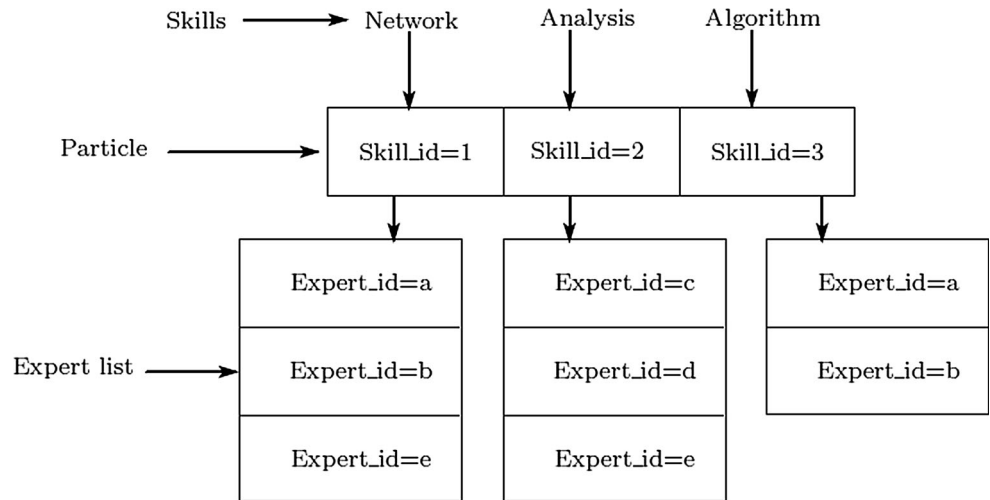 Skills Network Analysis Algorithm
Particle Skill_id=1 Skill_id=2 Skill_id=3
Expert_id=a Expert_id=c Expert_id=a
Expert list Expert_id=b Expert_id=d Expert_id=b
Expert_id=e Expert_id=e